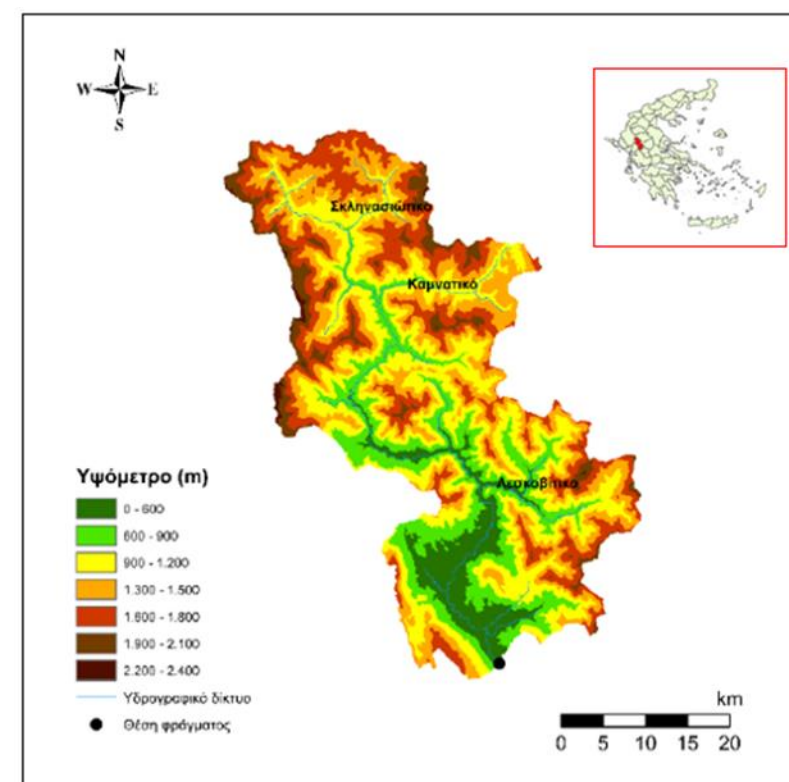 N
W E
S
Σκληνασιώτικο
Καμνατικό
Λεσκοβίτικο
Υψόμετρο (m)
0 - 600
600 - 900
900 - 1.200
1.300 - 1.500
1.600 - 1.800
1.900 - 2.100
2.200 - 2.400
Υδρογραφικό δίκτυο
Θέση φράγματος
km
0 5 10 15 20